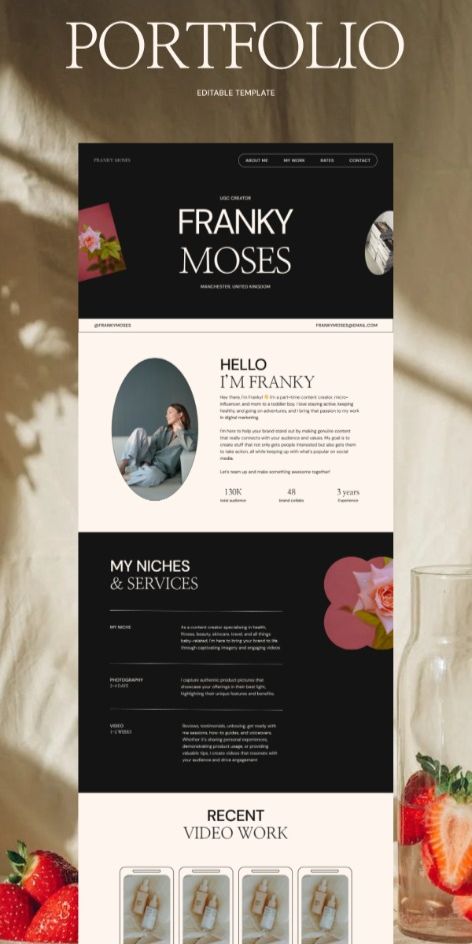 PORTFOLIO
EDITABLE TEMPLATE
FRANKY MOSES
ABOUT ME MY WORK RATES CONTACT
UGC CREATOR
FRANKY
MOSES
MANCHESTER, UNITED KINGDOM
@FRANKYMOSES FRANKYMOSES@EMAIL.COM
HELLO
I'M FRANKY
Hey there, I'm Franky! 👋 I'm a part-time content creator, micro-
influencer, and mom to a toddler boy. I love staying active, keeping
healthy, and going on adventures, and I bring that passion to my work
in digital marketing.
I'm here to help your brand stand out by making genuine content
that really connects with your audience and values. My goal is to
create stuff that not only gets people interested but also gets them
to take action, all while keeping up with what's popular on social
media.
Let's team up and make something awesome together!
130K 48 3 years
total audience brand collabs Experience
MY NICHES
& SERVICES
MY NICHE
As a content creator specialising in health,
fitness, beauty, skincare, travel, and all things
baby-related, I'm here to bring your brand to life
through captivating imagery and engaging videos
PHOTOGRAPHY
2-4 DAYS
I capture authentic product pictures that
showcase your offerings in their best light,
highlighting their unique features and benefits.
VIDEO
1-2 WEEKS
Reviews, testimonials, unboxing, get ready with
me sessions, how-to guides, and voiceovers.
Whether it's sharing personal experiences,
demonstrating product usage, or providing
valuable tips, I create videos that resonate with
your audience and drive engagement
RECENT
VIDEO WORK